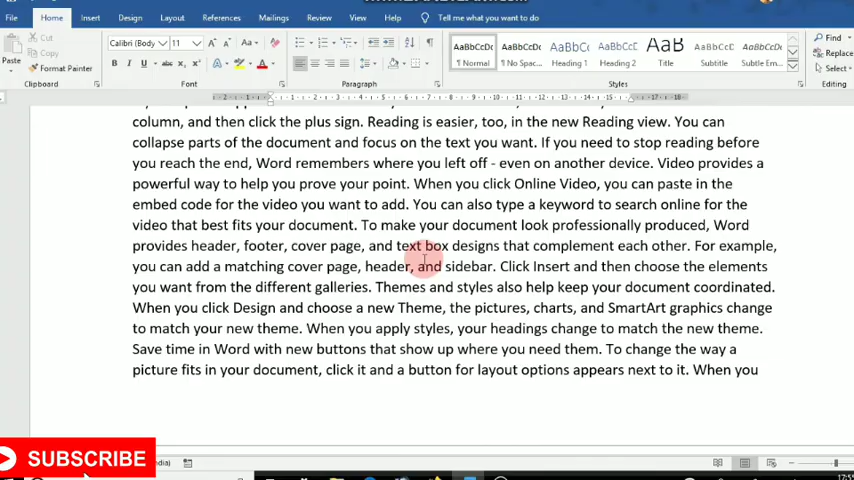 File Home Insert Design Layout References Mailings Review View Help Tell me what you want to do
Cut
Copy
Format Painter
Paste
Clipboard
Calibri (Body) 11
Font
Paragraph
AaBbCcDc AaBbCcDc AaBbCc AaBbCcD AaB AaBbCcD AaBbCcDc
¶ Normal ¶ No Spac... Heading 1 Heading 2 Title Subtitle Subtle Em...
Styles
Find
Replace
Select
Editing
column, and then click the plus sign. Reading is easier, too, in the new Reading view. You can
collapse parts of the document and focus on the text you want. If you need to stop reading before
you reach the end, Word remembers where you left off - even on another device. Video provides a
powerful way to help you prove your point. When you click Online Video, you can paste in the
embed code for the video you want to add. You can also type a keyword to search online for the
video that best fits your document. To make your document look professionally produced, Word
provides header, footer, cover page, and text box designs that complement each other. For example,
you can add a matching cover page, header, and sidebar. Click Insert and then choose the elements
you want from the different galleries. Themes and styles also help keep your document coordinated.
When you click Design and choose a new Theme, the pictures, charts, and SmartArt graphics change
to match your new theme. When you apply styles, your headings change to match the new theme.
Save time in Word with new buttons that show up where you need them. To change the way a
picture fits in your document, click it and a button for layout options appears next to it. When you
SUBSCRIBE